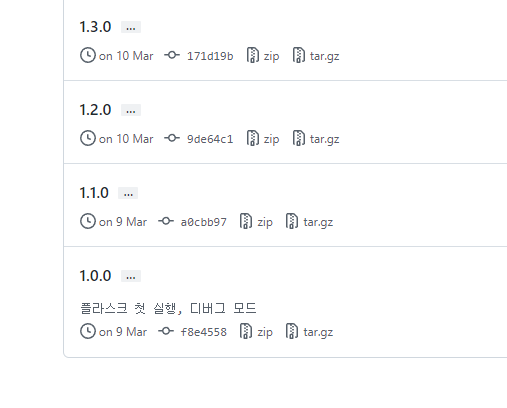 1.3.0 ...
on 10 Mar 171d19b zip tar.gz
1.2.0 ...
on 10 Mar 9de64c1 zip tar.gz
1.1.0 ...
on 9 Mar a0cbb97 zip tar.gz
1.0.0 ...
플라스크 첫 실행, 디버그 모드
on 9 Mar f8e4558 zip tar.gz